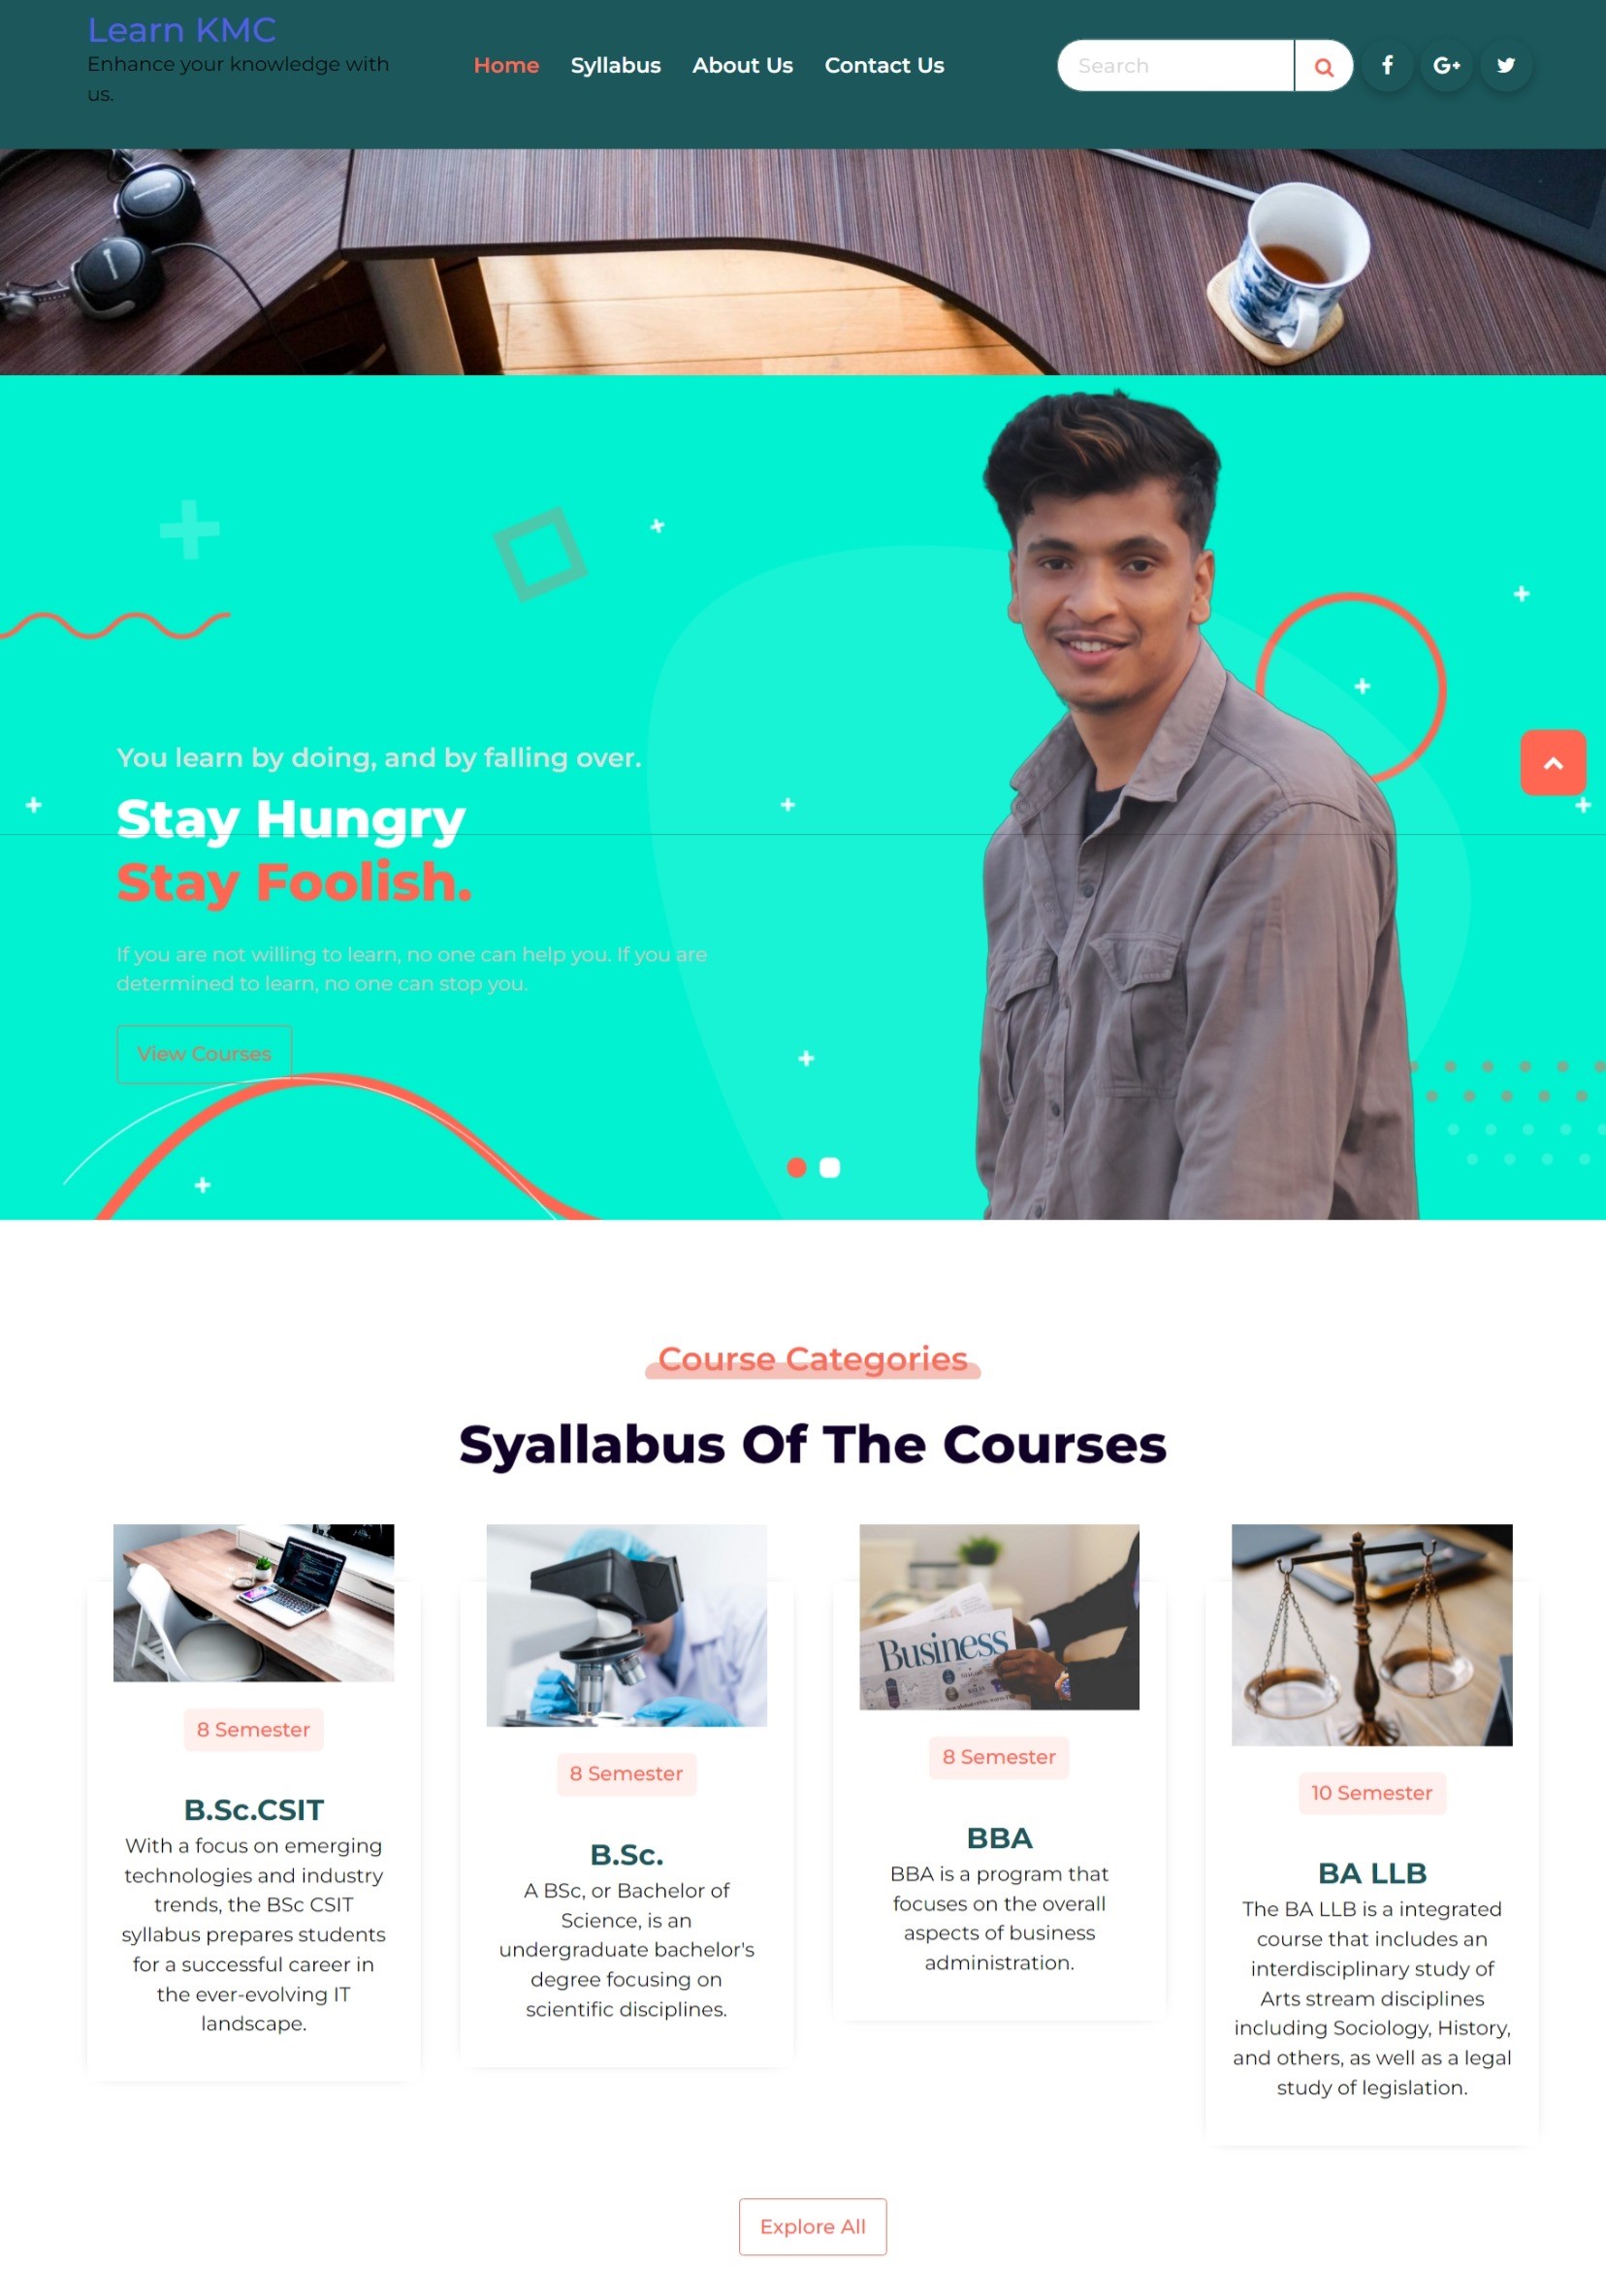 Learn KMC
Enhance your knowledge with
us.
Home Syllabus About Us Contact Us
Search
You learn by doing, and by falling over.
Stay Hungry
Stay Foolish.
If you are not willing to learn, no one can help you. If you are
determined to learn, no one can stop you.
View Courses
Course Categories
Syallabus Of The Courses
8 Semester
B.Sc.CSIT
With a focus on emerging
technologies and industry
trends, the BSc CSIT
syllabus prepares students
for a successful career in
the ever-evolving IT
landscape.
8 Semester
B.Sc.
A BSc, or Bachelor of
Science, is an
undergraduate bachelor's
degree focusing on
scientific disciplines.
Business
8 Semester
BBA
BBA is a program that
focuses on the overall
aspects of business
administration.
10 Semester
BA LLB
The BA LLB is a integrated
course that includes an
interdisciplinary study of
Arts stream disciplines
including Sociology, History,
and others, as well as a legal
study of legislation.
Explore All